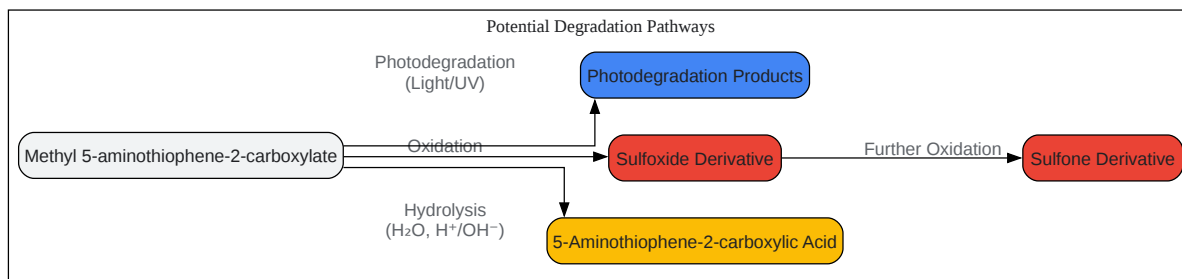 Potential Degradation Pathways
Photodegradation
(Light/UV)
Photodegradation Products
Methyl 5-aminothiophene-2-carboxylate
Oxidation
Sulfoxide Derivative
Further Oxidation
Sulfone Derivative
Hydrolysis
(H₂O, H⁺/OH⁻)
5-Aminothiophene-2-carboxylic Acid